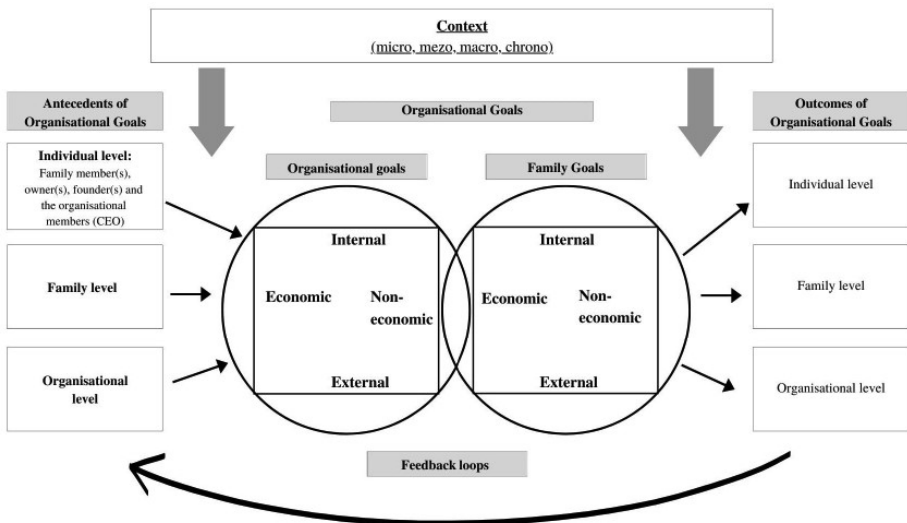 Context
(micro, mezo, macro, chrono)
Antecedents of
Organisational Goals
Organisational Goals
Outcomes of
Organisational Goals
Individual level:
Family member(s),
owner(s), founder(s) and
the organisational
members (CEO)
Family level
Organisational
level
Organisational goals
Internal
Economic
Non-
economic
External
Family Goals
Internal
Economic
Non-
economic
External
Individual level
Family level
Organisational level
Feedback loops